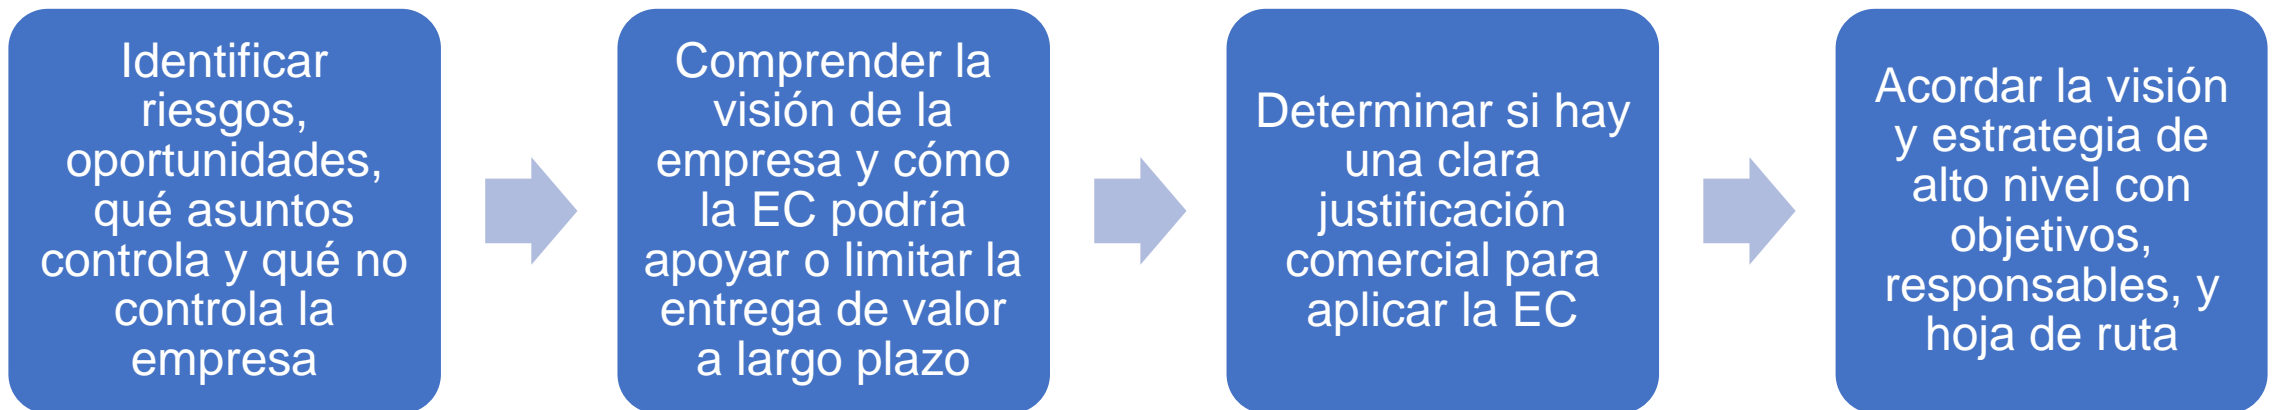 Identificar
riesgos,
oportunidades,
qué asuntos
controla y qué no
controla la
empresa
Comprender la
visión de la
empresa y cómo
la EC podría
apoyar o limitar la
entrega de valor
a largo plazo
Determinar si hay
una clara
justificación
comercial para
aplicar la EC
Acordar la visión
y estrategia de
alto nivel con
objetivos,
responsables, y
hoja de ruta